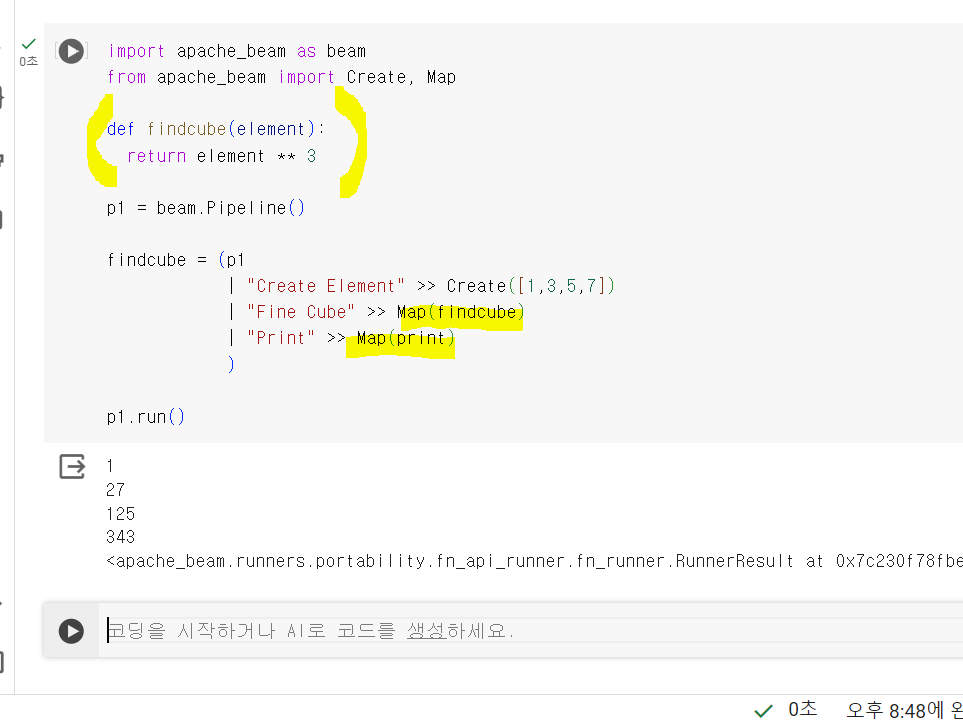 0초
import apache_beam as beam
from apache_beam import Create, Map
def findcube(element):
  return element ** 3
p1 = beam.Pipeline()
findcube = (p1
            | "Create Element" >> Create([1,3,5,7])
            | "Fine Cube" >> Map(findcube)
            | "Print" >> Map(print)
            )
p1.run()
1
27
125
343
<apache_beam.runners.portability.fn_api_runner.fn_runner.RunnerResult at 0x7c230f78fbe
코딩을 시작하거나 AI로 코드를 생성하세요.
0초 오후 8:48에